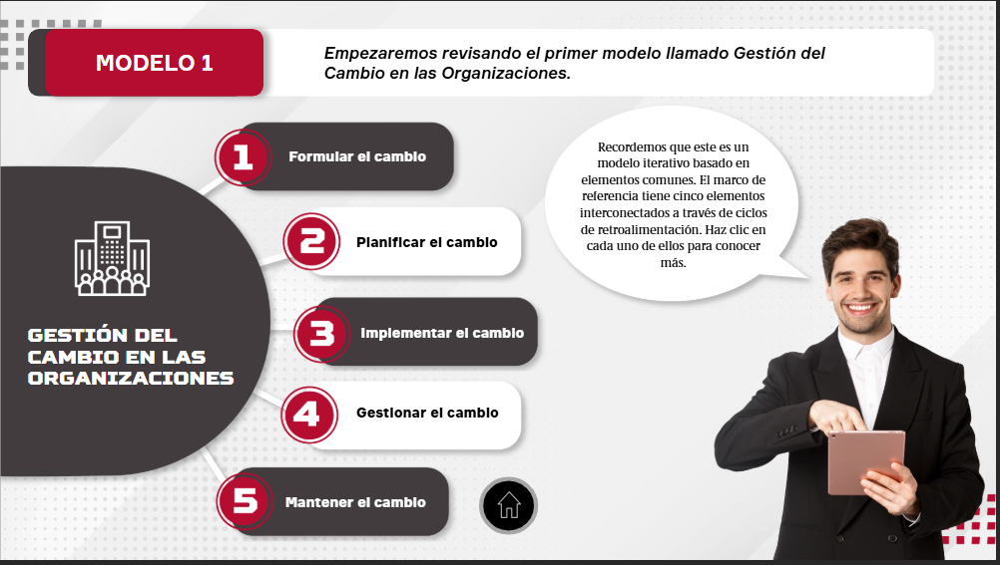 MODELO 1
Empezaremos revisando el primer modelo llamado Gestión del
Cambio en las Organizaciones.
1
Formular el cambio
2
Planificar el cambio
3
Implementar el cambio
4
Gestionar el cambio
5
Mantener el cambio
GESTIÓN DEL
CAMBIO EN LAS
ORGANIZACIONES
Recordemos que este es un
modelo iterativo basado en
elementos comunes. El marco de
referencia tiene cinco elementos
interconectados a través de ciclos
de retroalimentación. Haz clic en
cada uno de ellos para conocer
más.